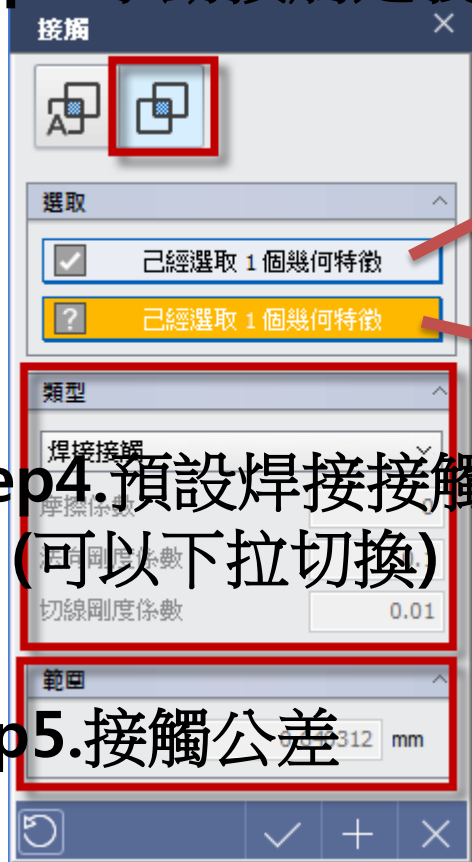 接觸
選取
已經選取 1 個幾何特徵
已經選取 1 個幾何特徵
類型
焊接接觸
ep4.預設焊接接觸
摩擦係數 0
(可以下拉切換)
切線剛度係數 0.01
範圍
p5.接觸公差
312 mm